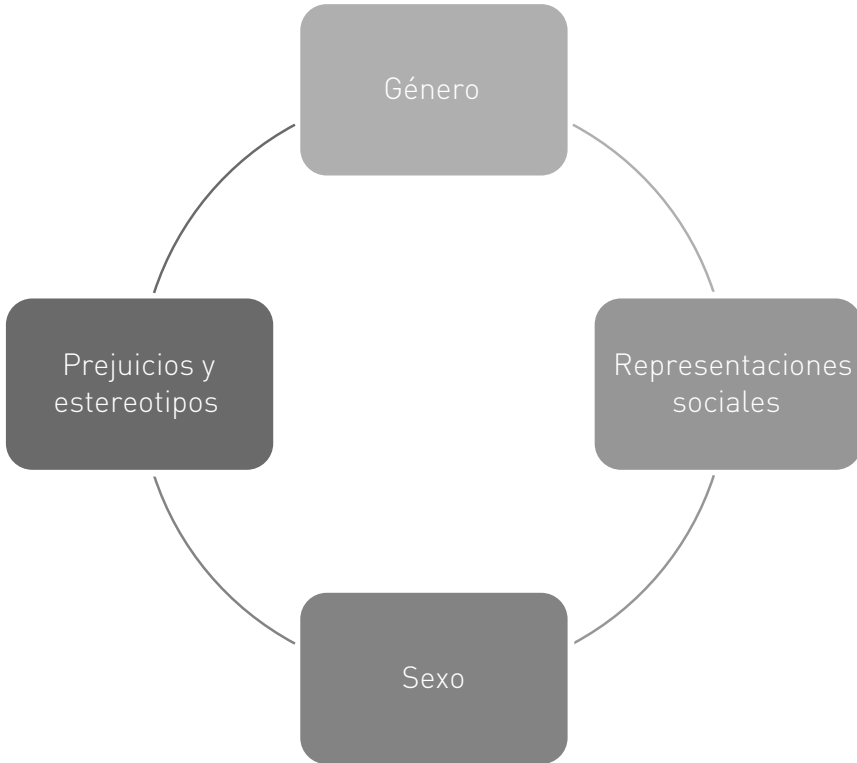 Género
Prejuicios y
estereotipos
Representaciones
sociales
Sexo